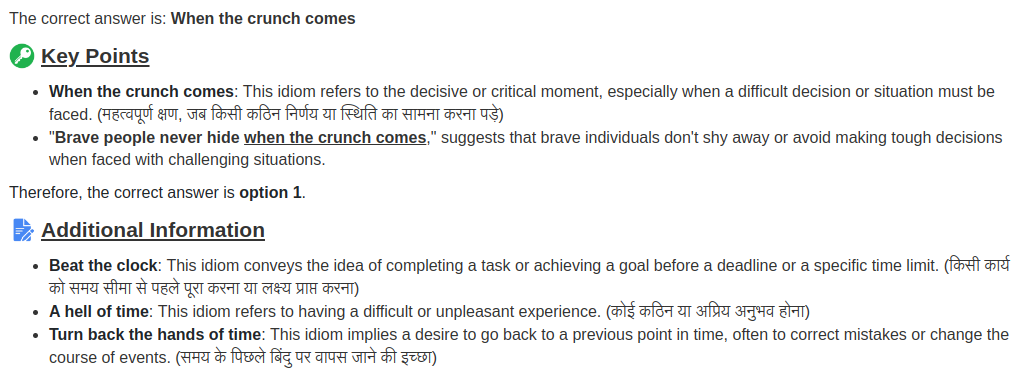 The correct answer is: When the crunch comes
Key Points
When the crunch comes: This idiom refers to the decisive or critical moment, especially when a difficult decision or situation must be
faced. (महत्वपूर्ण क्षण, जब किसी कठिन निर्णय या स्थिति का सामना करना पड़े)
"Brave people never hide when the crunch comes," suggests that brave individuals don't shy away or avoid making tough decisions
when faced with challenging situations.
Therefore, the correct answer is option 1.
Additional Information
Beat the clock: This idiom conveys the idea of completing a task or achieving a goal before a deadline or a specific time limit. (किसी कार्य
को समय सीमा से पहले पूरा करना या लक्ष्य प्राप्त करना)
A hell of time: This idiom refers to having a difficult or unpleasant experience. (कोई कठिन या अप्रिय अनुभव होना)
Turn back the hands of time: This idiom implies a desire to go back to a previous point in time, often to correct mistakes or change the
course of events. (समय के पिछले बिंदु पर वापस जाने की इच्छा)